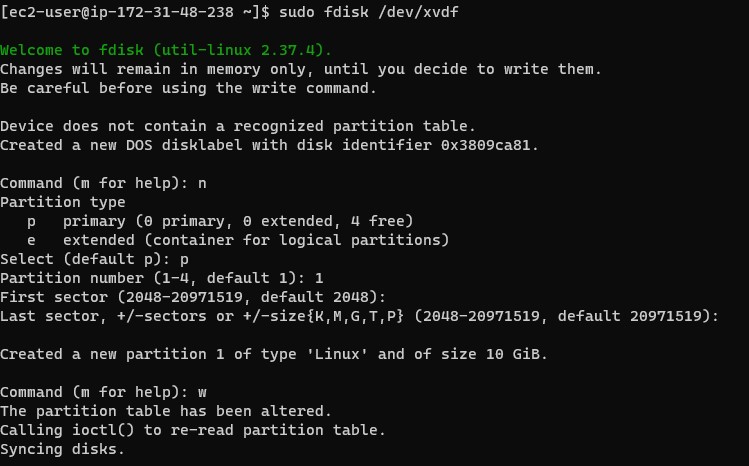 [ec2-user@ip-172-31-48-238 ~]$ sudo fdisk /dev/xvdf
Welcome to fdisk (util-linux 2.37.4).
Changes will remain in memory only, until you decide to write them.
Be careful before using the write command.
Device does not contain a recognized partition table.
Created a new DOS disklabel with disk identifier 0x3809ca81.
Command (m for help): n
Partition type
   p   primary (0 primary, 0 extended, 4 free)
   e   extended (container for logical partitions)
Select (default p): p
Partition number (1-4, default 1): 1
First sector (2048-20971519, default 2048):
Last sector, +/-sectors or +/-size{K,M,G,T,P} (2048-20971519, default 20971519):
Created a new partition 1 of type 'Linux' and of size 10 GiB.
Command (m for help): w
The partition table has been altered.
Calling ioctl() to re-read partition table.
Syncing disks.